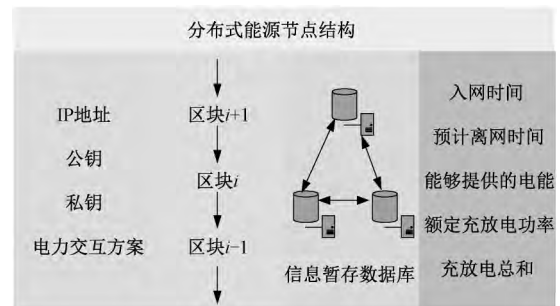 分布式能源节点结构
IP地址
公钥
私钥
电力交互方案
区块i+1
区块i
区块i−1
信息暂存数据库
入网时间
预计离网时间
能够提供的电能
额定充放电功率
充放电总和